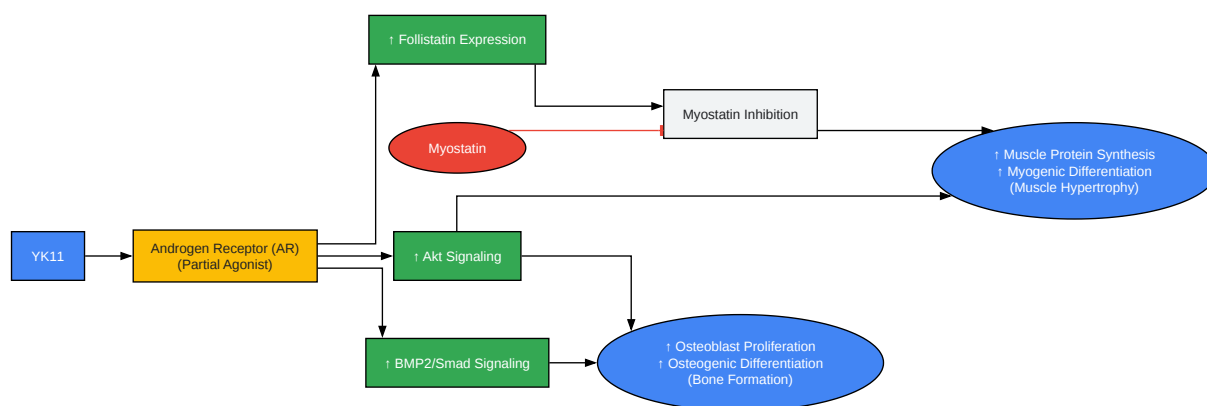 ↑ Follistatin Expression
Myostatin Inhibition
Myostatin
↑ Muscle Protein Synthesis
↑ Myogenic Differentiation
(Muscle Hypertrophy)
YK11
Androgen Receptor (AR)
(Partial Agonist)
↑ Akt Signaling
↑ BMP2/Smad Signaling
↑ Osteoblast Proliferation
↑ Osteogenic Differentiation
(Bone Formation)